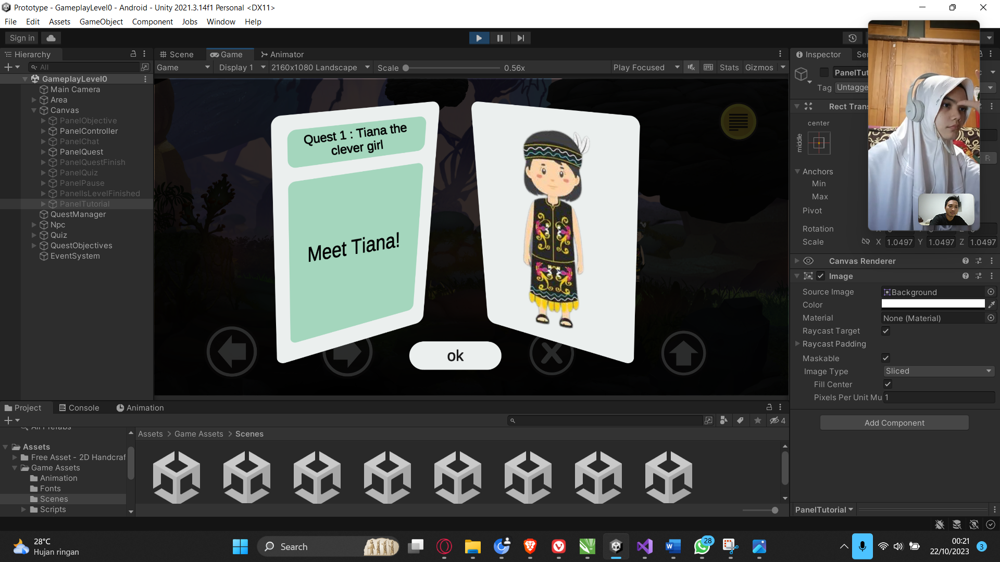 Prototype - GameplayLevel0 - Android - Unity 2021.3.14f1 Personal <DX11>
File Edit Assets GameObject Component Jobs Window Help
Sign in
Hierarchy
All
GameplayLevel0
Main Camera
Area
Canvas
PanelObjective
PanelController
PanelChat
PanelQuest
PanelQuestFinish
PanelQuiz
PanelPause
PanelIsLevelFinished
PanelTutorial
QuestManager
Npc
Quiz
QuestObjectives
EventSystem
Scene Game Animator
Game Display 1 2160x1080 Landscape Scale 0.56x Play Focused Stats Gizmos
Quest 1 : Tiana the
clever girl
Meet Tiana!
ok
Inspector Ser
PanelTut
Tag Untagge
Rect Trans
center
middle
R
Anchors
Min
Max
Pivot
Rotation
Scale X 1.0497 Y 1.0497 Z 1.0497
Canvas Renderer
Image
Source Image Background
Color
Material None (Material)
Raycast Target
Raycast Padding
Maskable
Image Type Sliced
Fill Center
Pixels Per Unit Mu 1
Add Component
PanelTutorial
Project Console Animation
4
All Prefabs
Assets
Free Asset - 2D Handcraf
Game Assets
Animation
Fonts
Scenes
Scripts
Assets > Game Assets > Scenes
28°C
Hujan ringan
Search
28
00:21
22/10/2023
3